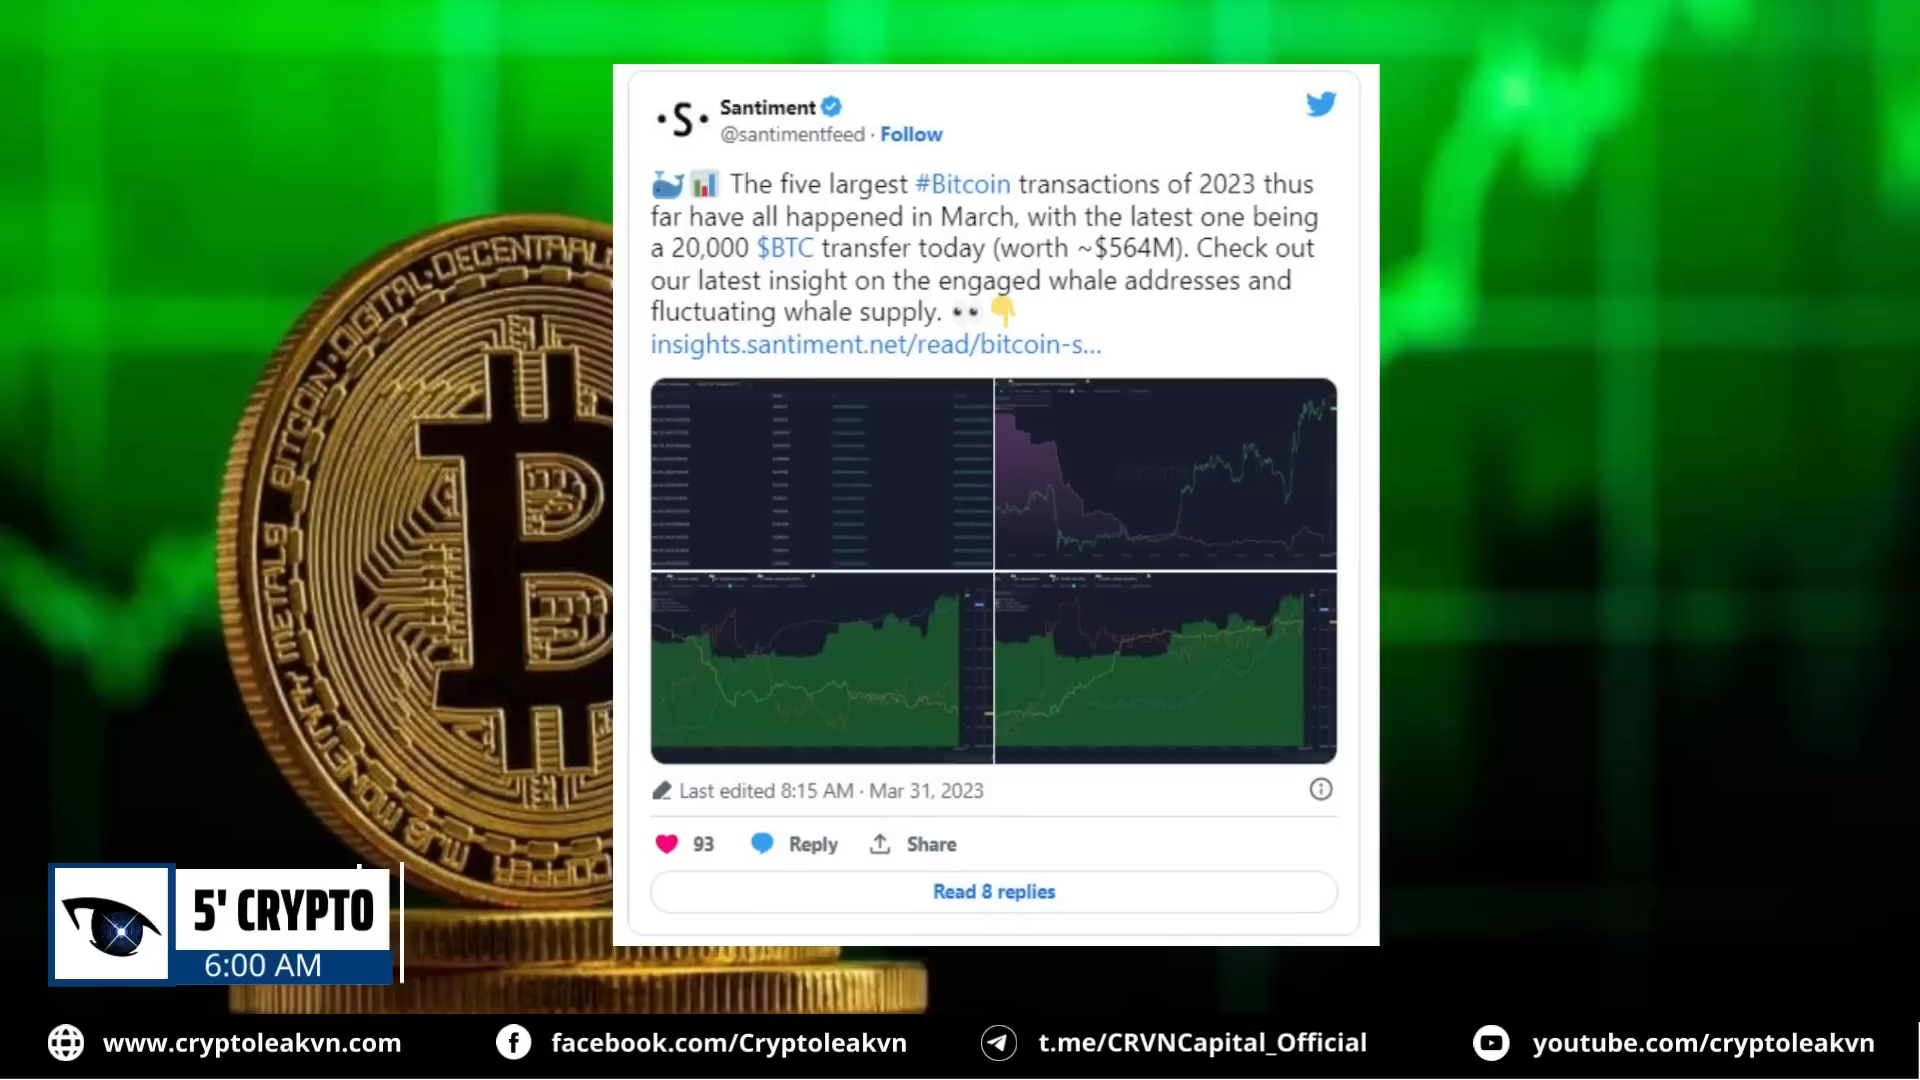 Santiment
@santimentfeed · Follow
🐳📊 The five largest #Bitcoin transactions of 2023 thus
far have all happened in March, with the latest one being
a 20,000 $BTC transfer today (worth ~$564M). Check out
our latest insight on the engaged whale addresses and
fluctuating whale supply. 👀👇
insights.santiment.net/read/bitcoin-s...
Last edited 8:15 AM · Mar 31, 2023
93 Reply Share
Read 8 replies
DIGITAL·DECENTRAL
BITCOIN
METALS
5' CRYPTO
6:00 AM
www.cryptoleakvn.com
facebook.com/Cryptoleakvn
t.me/CRVNCapital_Official
youtube.com/cryptoleakvn